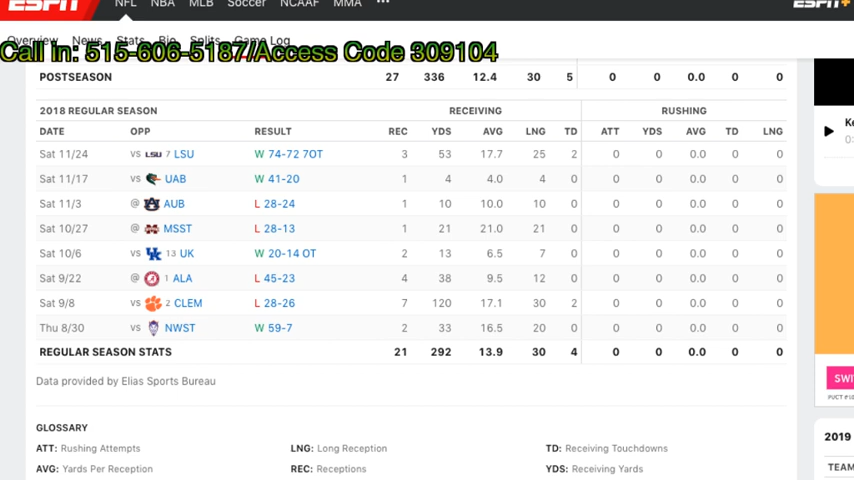 ESPN NFL NBA MLB Soccer NCAAF MMA ••• ESPN+
Overview News Stats Bio Splits Game Log
Call in: 515-606-5187/Access Code 309104
POSTSEASON 27 336 12.4 30 5 0 0 0.0 0 0
2018 REGULAR SEASON RECEIVING RUSHING
DATE OPP RESULT REC YDS AVG LNG TD ATT YDS AVG TD LNG
Sat 11/24 VS LSU 7 LSU W 74-72 7OT 3 53 17.7 25 2 0 0 0.0 0 0
Sat 11/17 VS UAB W 41-20 1 4 4.0 4 0 0 0 0.0 0 0
Sat 11/3 @ AUB L 28-24 1 10 10.0 10 0 0 0 0.0 0 0
Sat 10/27 @ MSST L 28-13 1 21 21.0 21 0 0 0 0.0 0 0
Sat 10/6 VS 13 UK W 20-14 OT 2 13 6.5 7 0 0 0 0.0 0 0
Sat 9/22 @ 1 ALA L 45-23 4 38 9.5 12 0 0 0 0.0 0 0
Sat 9/8 VS 2 CLEM L 28-26 7 120 17.1 30 2 0 0 0.0 0 0
Thu 8/30 VS NWST W 59-7 2 33 16.5 20 0 0 0 0.0 0 0
REGULAR SEASON STATS 21 292 13.9 30 4 0 0 0.0 0 0
Data provided by Elias Sports Bureau
GLOSSARY
ATT: Rushing Attempts LNG: Long Reception TD: Receiving Touchdowns
AVG: Yards Per Reception REC: Receptions YDS: Receiving Yards
Ke
0:
SWI
2019
TEAM